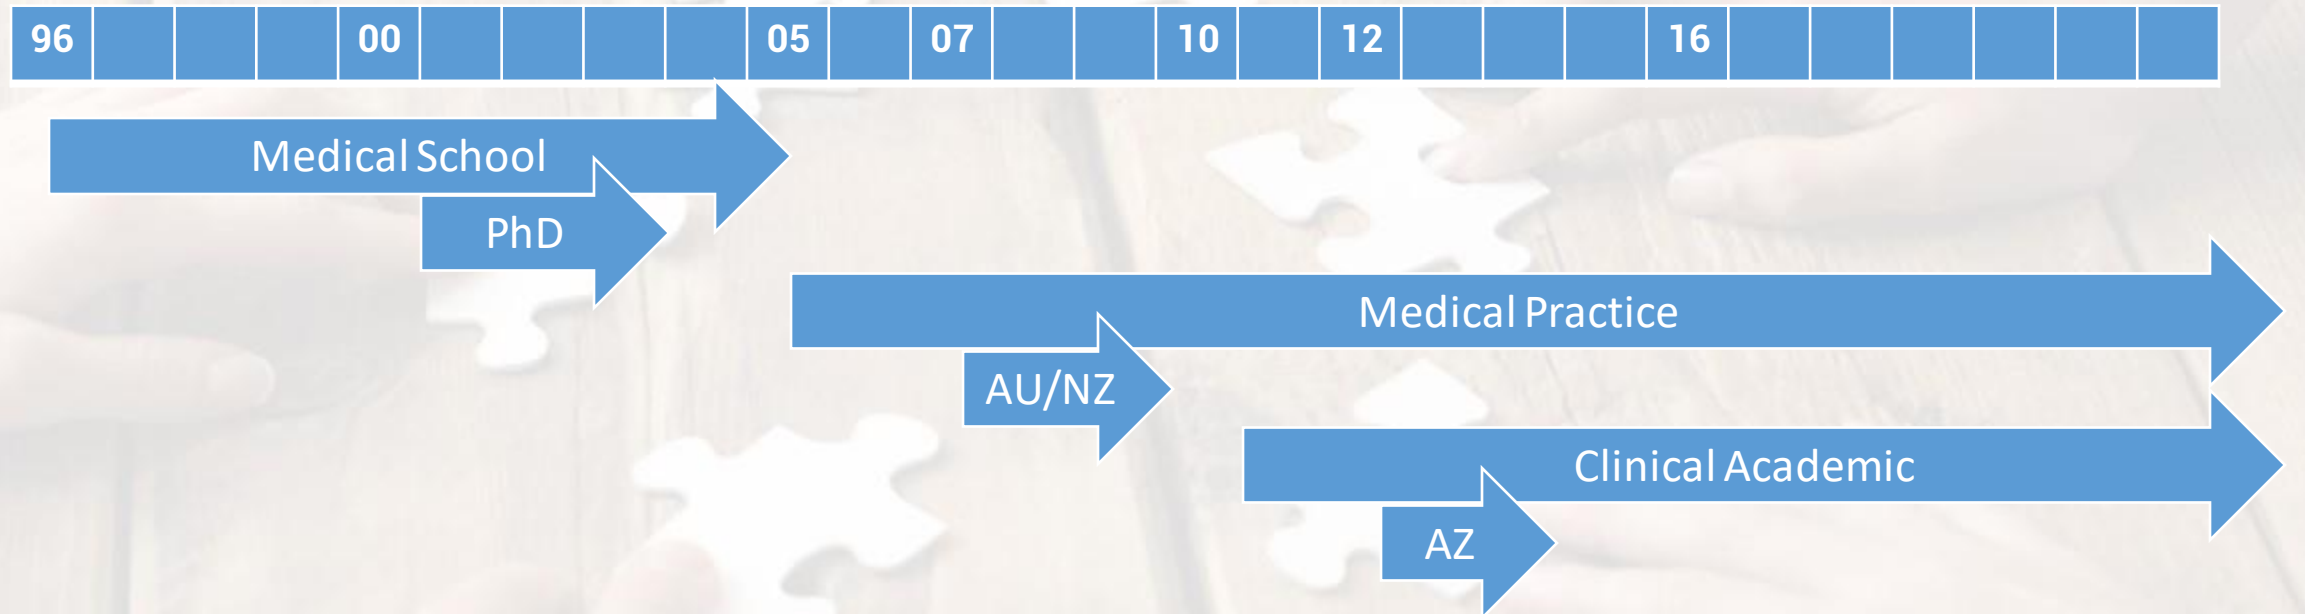 96 00 05 07 10 12 16
Medical School
PhD
Medical Practice
AU/NZ
Clinical Academic
AZ